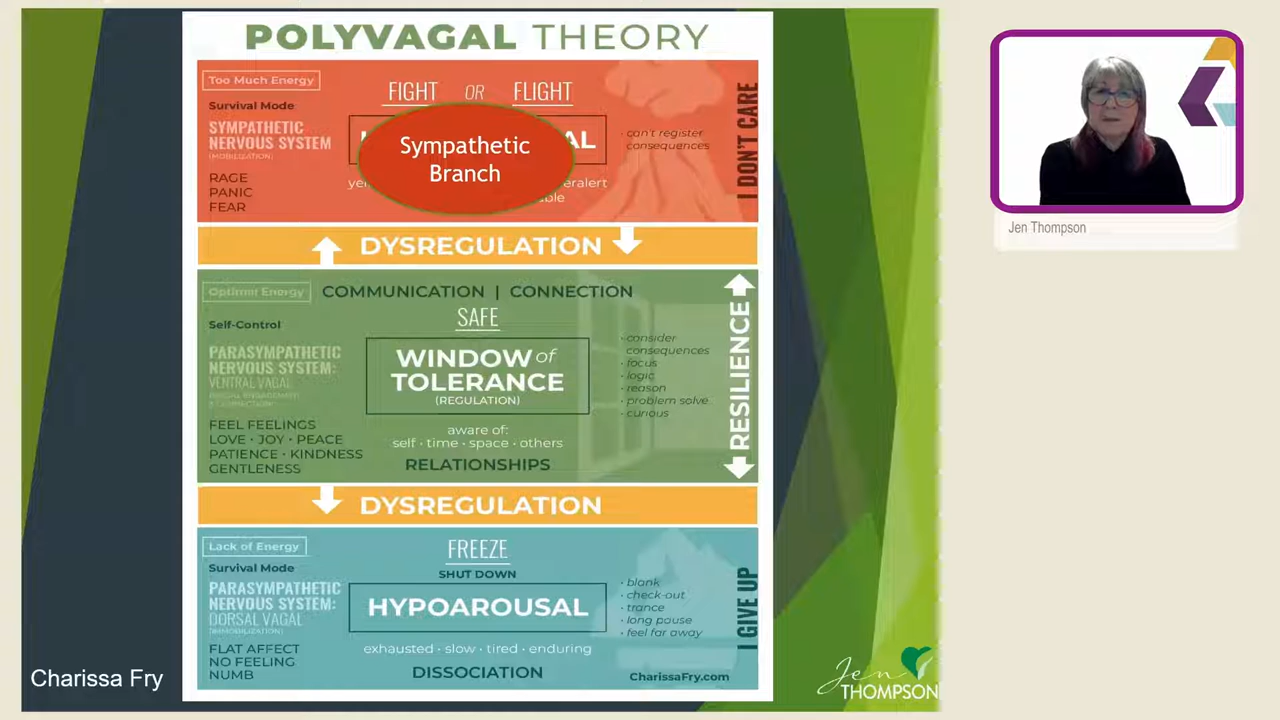 POLYVAGAL THEORY
Too Much Energy
FIGHT OR FLIGHT
Survival Mode
SYMPATHETIC
NERVOUS SYSTEM
(MOBILIZATION)
RAGE
PANIC
FEAR
Sympathetic
Branch
· can't register
consequences
I DON'T CARE
DYSREGULATION
Optimal Energy
COMMUNICATION | CONNECTION
SAFE
Self-Control
PARASYMPATHETIC
NERVOUS SYSTEM:
VENTRAL VAGAL
WINDOW of
TOLERANCE
(REGULATION)
· consider
consequences
· focus
· logic
· reason
· problem solve
· curious
RESILIENCE
FEEL FEELINGS
LOVE · JOY · PEACE
PATIENCE · KINDNESS
GENTLENESS
aware of:
self · time · space · others
RELATIONSHIPS
DYSREGULATION
Lack of Energy
FREEZE
SHUT DOWN
Survival Mode
PARASYMPATHETIC
NERVOUS SYSTEM:
DORSAL VAGAL
(IMMOBILIZATION)
HYPOAROUSAL
· blank
· check-out
· trance
· long pause
· feel far away
I GIVE UP
FLAT AFFECT
NO FEELING
NUMB
exhausted · slow · tired · enduring
DISSOCIATION
CharissaFry.com
Charissa Fry
Jen
THOMPSON
Jen Thompson